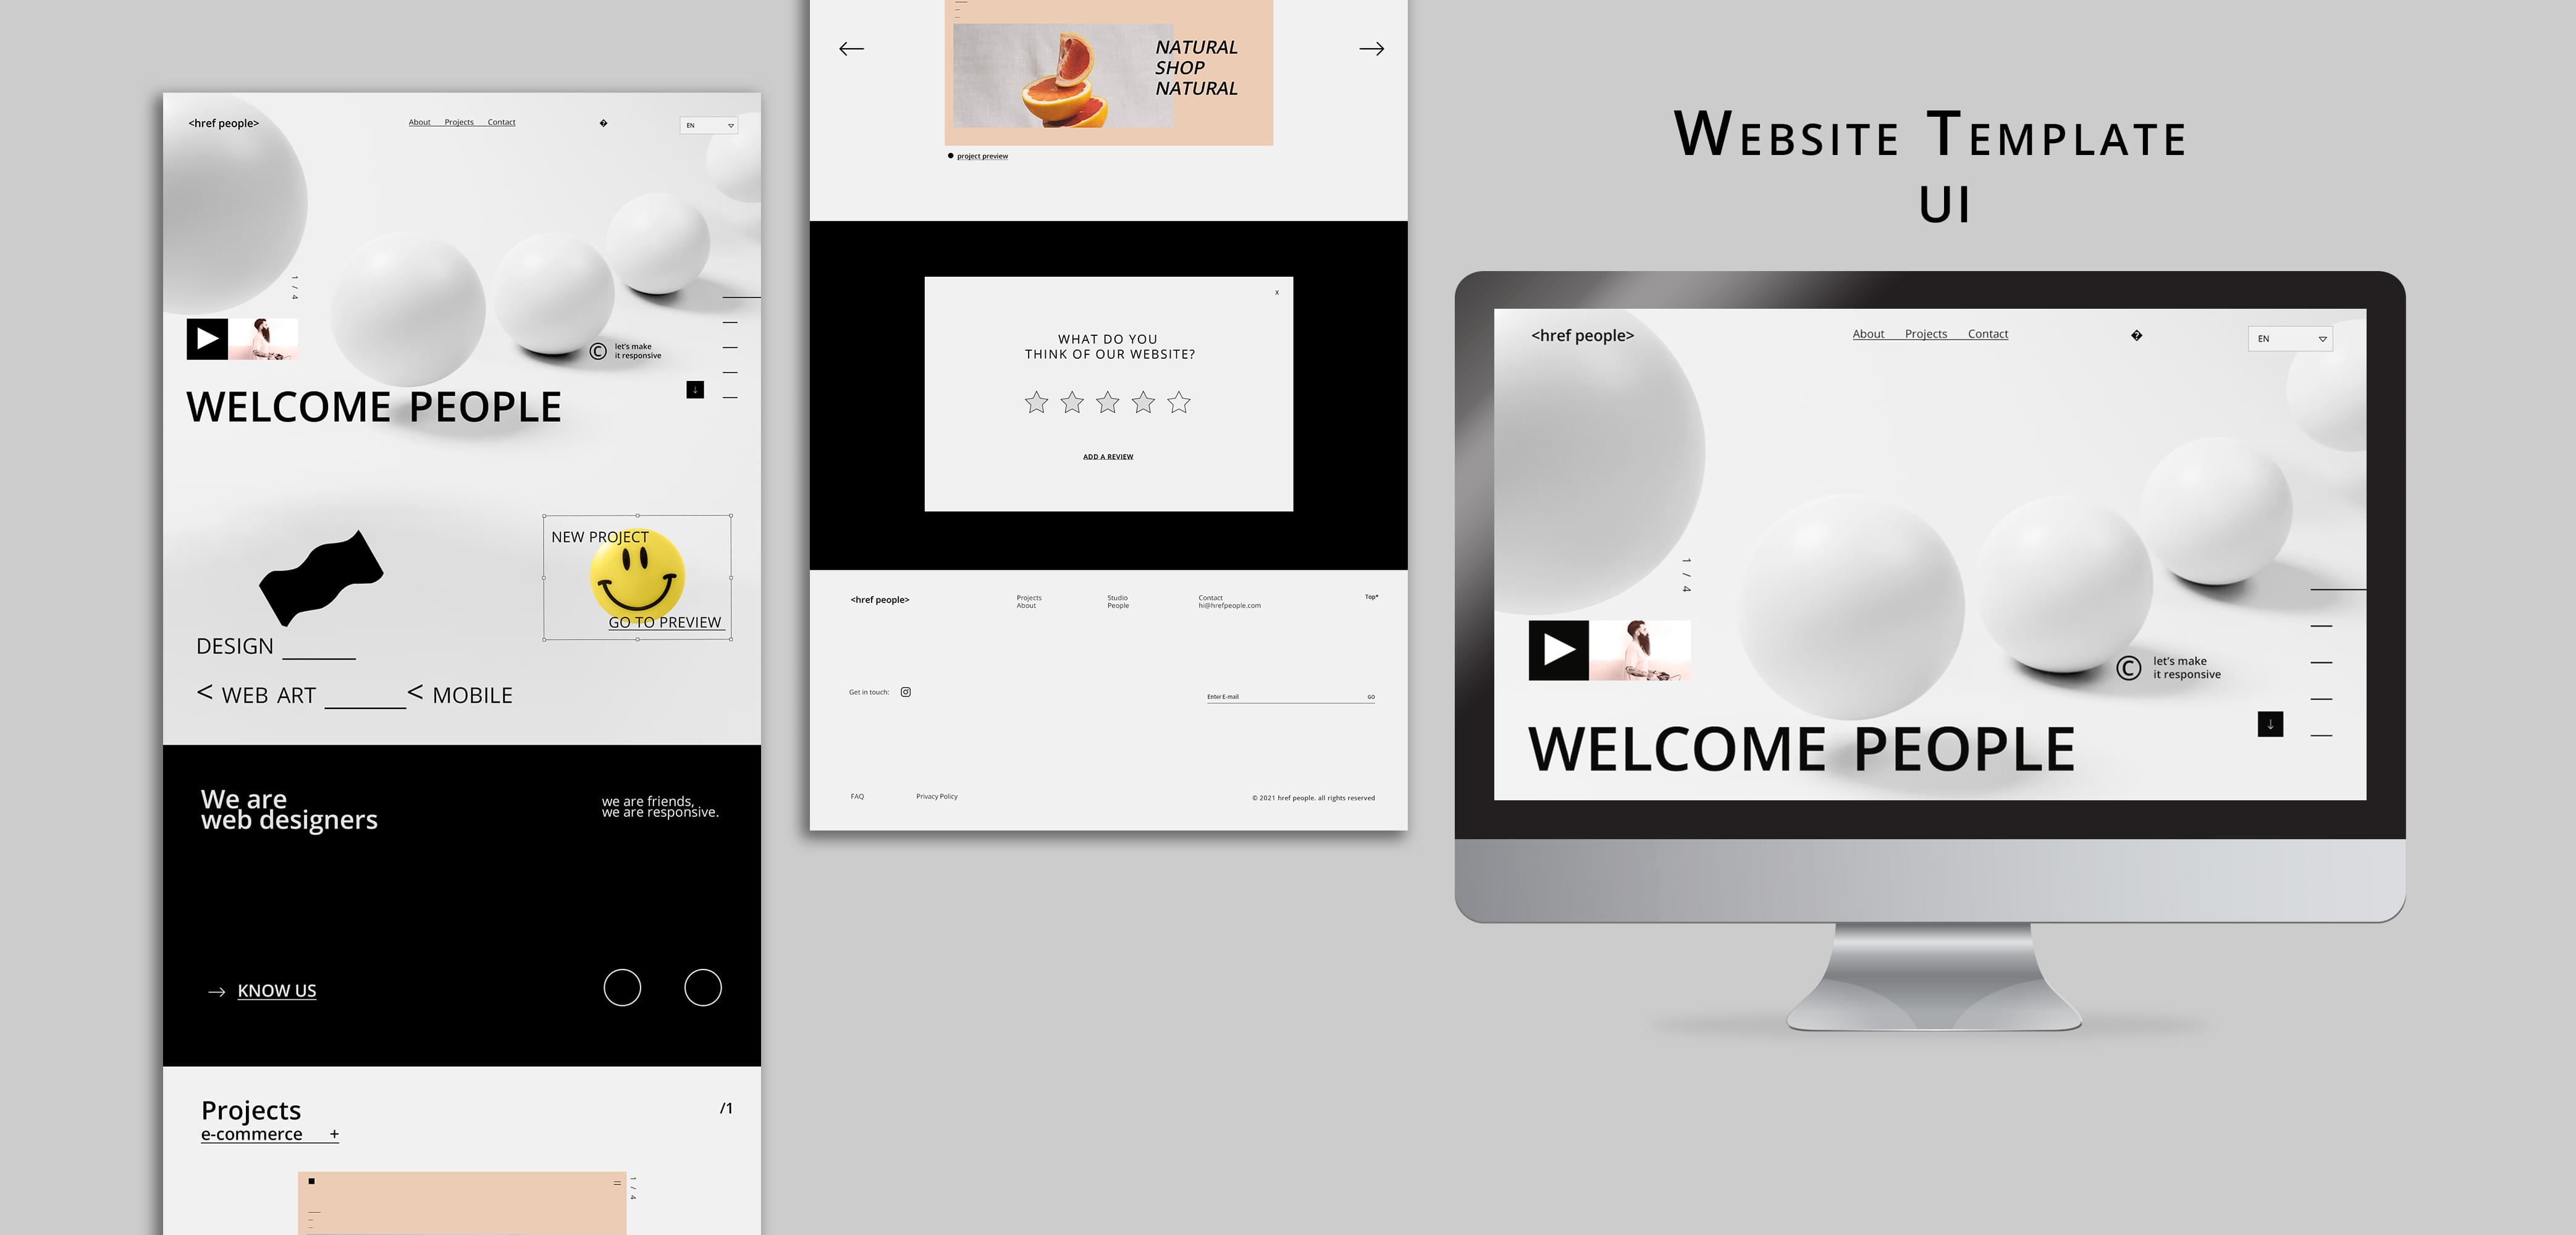 <href people>
About Projects Contact
�
EN
1 / 4
let's make
it responsive
©
↓
WELCOME PEOPLE
NEW PROJECT
GO TO PREVIEW
DESIGN
< WEB ART
< MOBILE
We are
web designers
we are friends,
we are responsive.
→ KNOW US
Projects
/1
e-commerce +
1 / 4
← →
NATURAL
SHOP
NATURAL
project preview
X
WHAT DO YOU
THINK OF OUR WEBSITE?
ADD A REVIEW
<href people>
Projects
About
Studio
People
Contact
hi@hrefpeople.com
Top*
Get in touch:
Enter E-mail GO
FAQ Privacy Policy
© 2021 href people. all rights reserved
WEBSITE TEMPLATE
UI
<href people>
About Projects Contact
�
EN
1 / 4
let's make
it responsive
©
↓
WELCOME PEOPLE